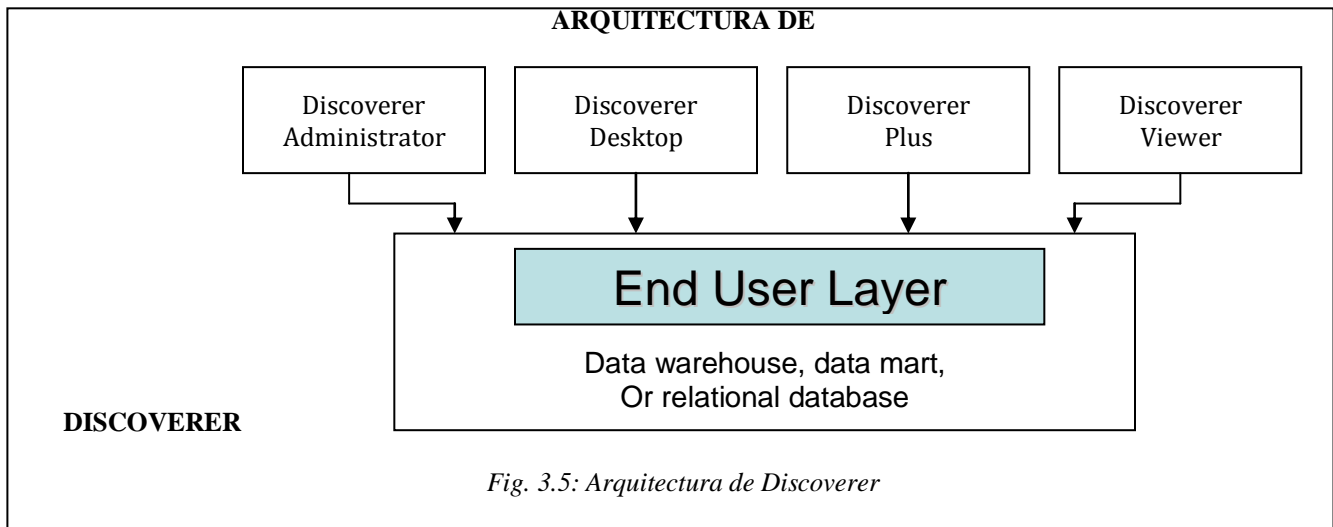 ARQUITECTURA DE
Discoverer
Administrator
Discoverer
Desktop
Discoverer
Plus
Discoverer
Viewer
End User Layer
Data warehouse, data mart,
Or relational database
DISCOVERER
Fig. 3.5: Arquitectura de Discoverer